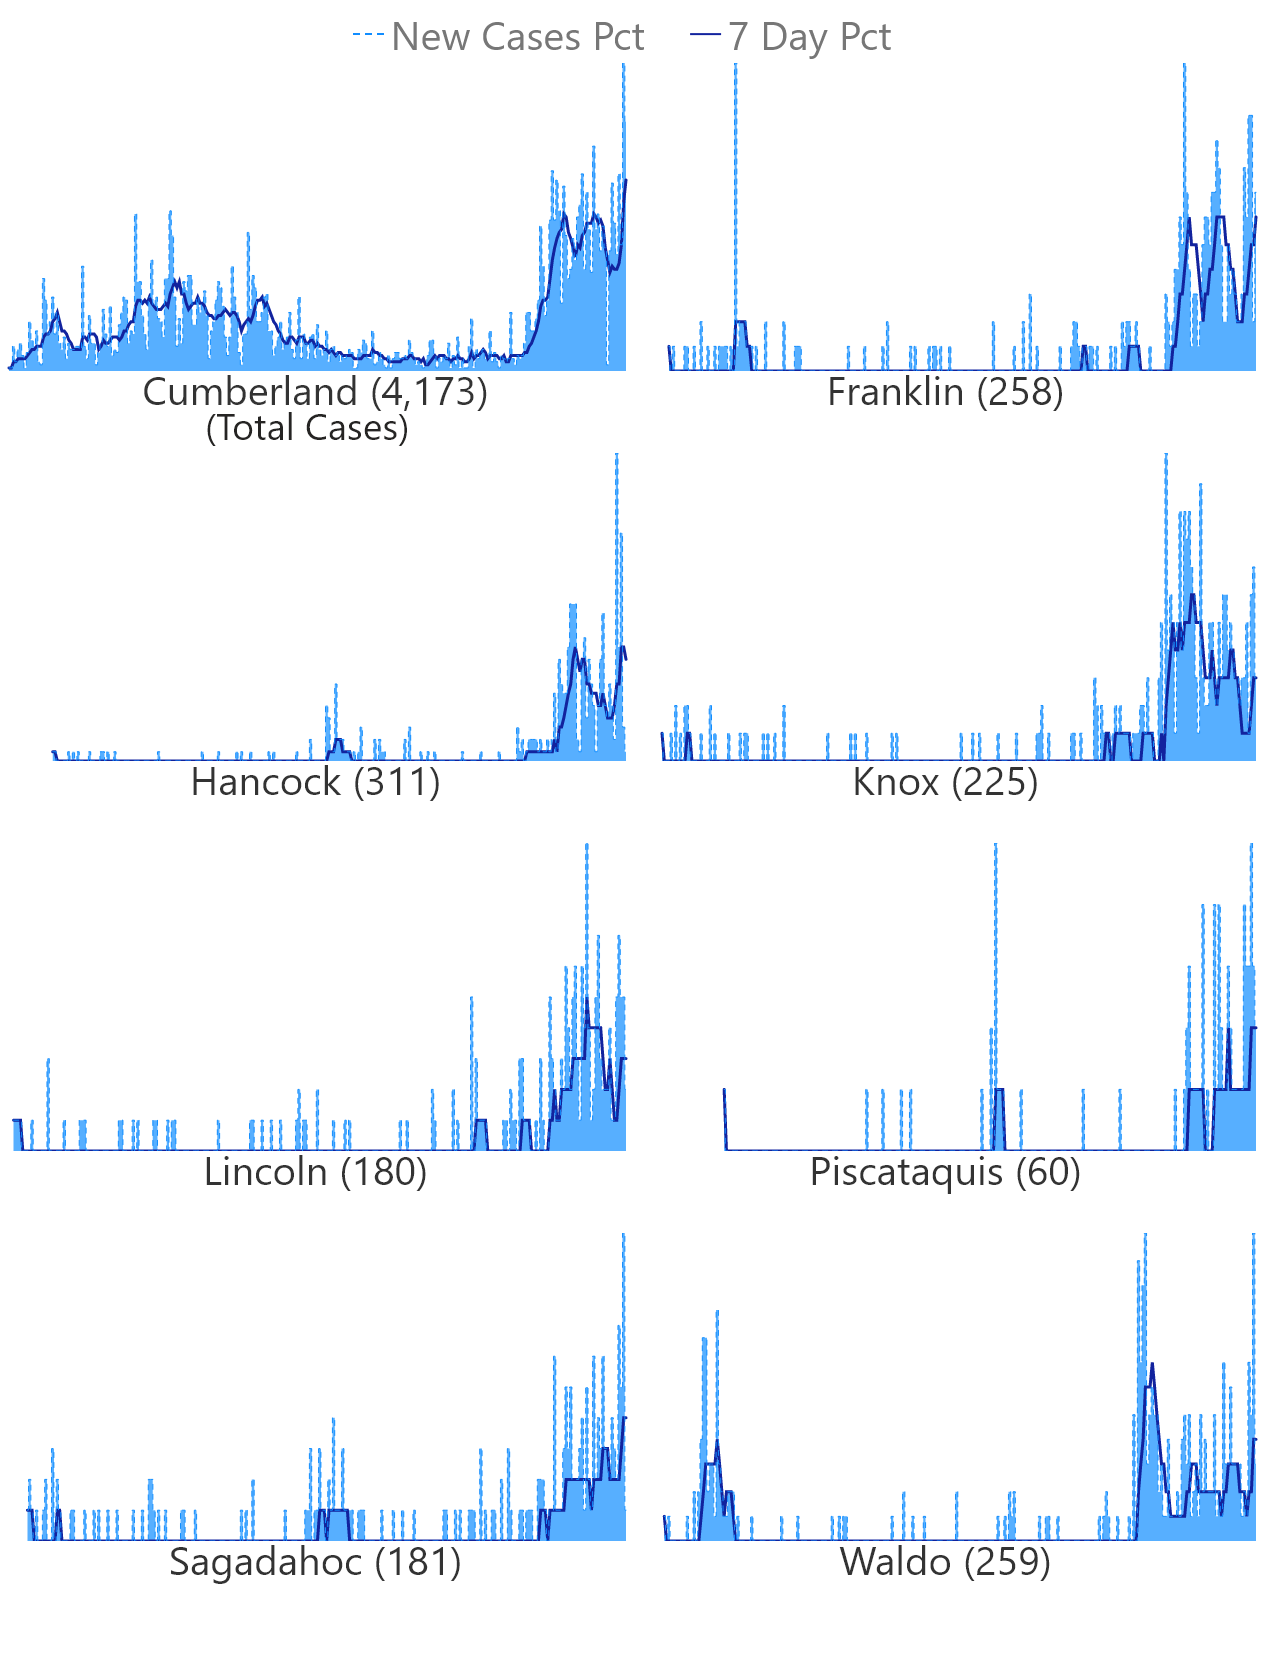 New Cases Pct 7 Day Pct
Cumberland (4,173)
(Total Cases)
Franklin (258)
Hancock (311)
Knox (225)
Lincoln (180)
Piscataquis (60)
Sagadahoc (181)
Waldo (259)